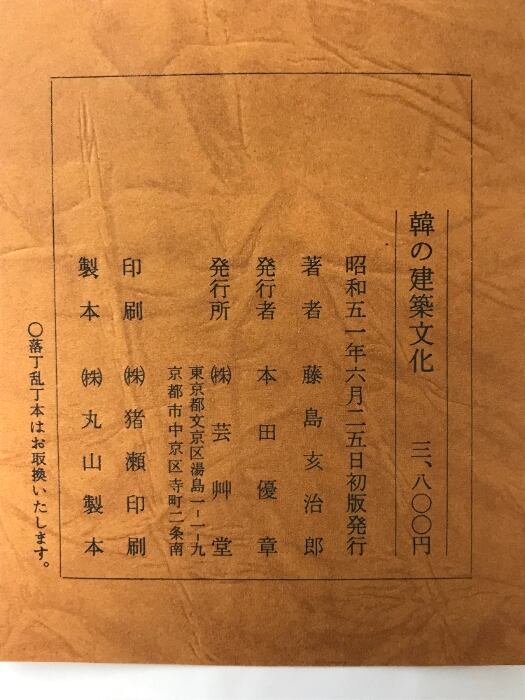 韓の建築文化　三、八〇〇円
昭和五一年六月二五日初版発行
著者　藤島亥治郎
発行者　本田優章
発行所　㈱芸艸堂
東京都文京区湯島一－一－九
京都市中京区寺町二条南
印刷　㈱猪瀬印刷
製本　㈱丸山製本
〇落丁乱丁本はお取換いたします。